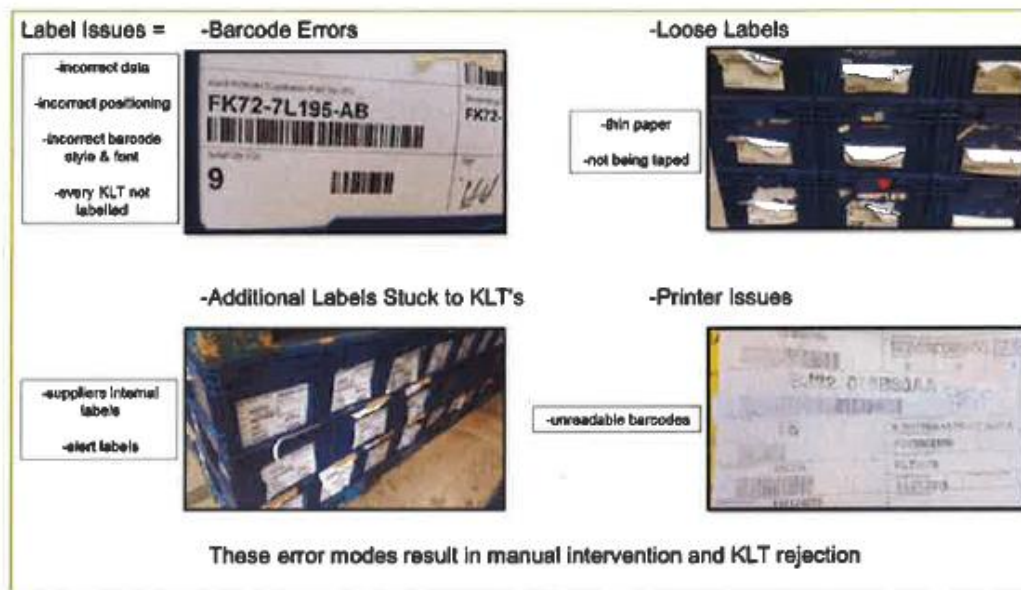 Label Issues =
-Barcode Errors
-incorrect data
-incorrect positioning
-incorrect barcode
style & font
-every KLT not
labelled
FK72-7L195-AB
FK72-
9
-Loose Labels
-thin paper
-not being taped
-Additional Labels Stuck to KLT's
-suppliers internal
labels
-alert labels
-Printer Issues
-unreadable barcodes
These error modes result in manual intervention and KLT rejection